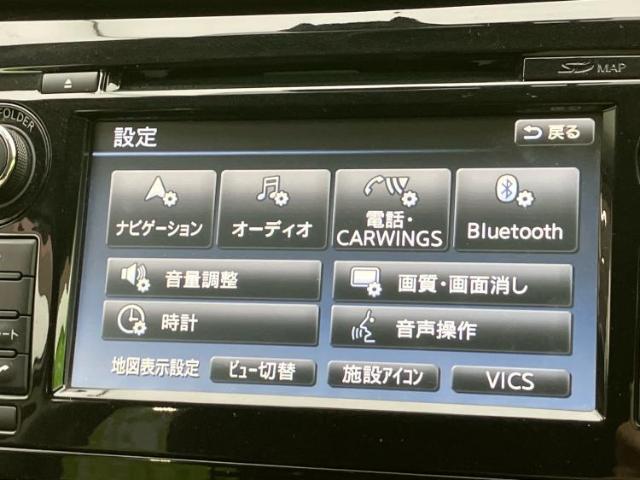 SD MAP
FOLDER
設定
戻る
ナビゲーション
オーディオ
電話・
CARWINGS
Bluetooth
音量調整
画質・画面消し
時計
音声操作
地図表示設定
ビュー切替
施設アイコン
VICS
ート